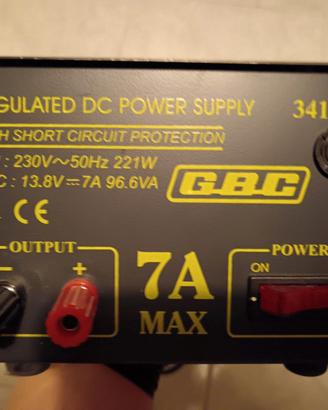 GULATED DC POWER SUPPLY 341
H SHORT CIRCUIT PROTECTION
: 230V~50Hz 221W
C : 13.8V⎓7A 96.6VA
G.B.C
CE
OUTPUT
POWER
- +
7A
MAX
ON